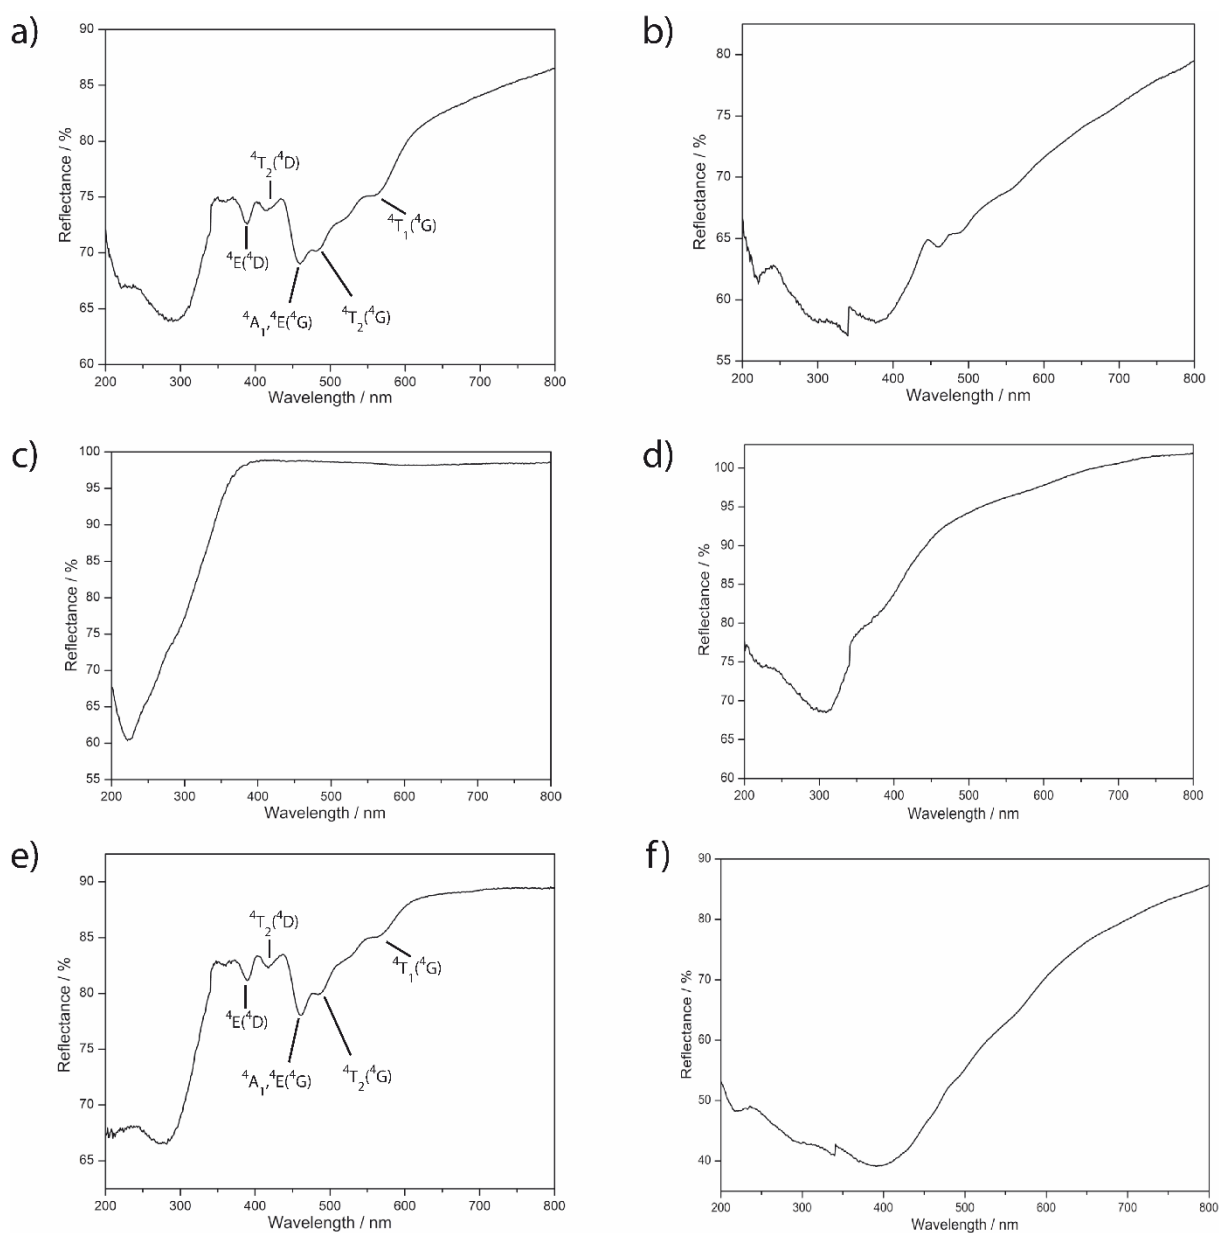 a)
90
85
80
75
70
65
60
Reflectance / %
⁴T₂(⁴D)
⁴T₁(⁴G)
⁴E(⁴D)
⁴A₁,⁴E(⁴G)
⁴T₂(⁴G)
200 300 400 500 600 700 800
Wavelength / nm
b)
80
75
70
65
60
55
Reflectance / %
200 300 400 500 600 700 800
Wavelength / nm
c)
100
95
90
85
80
75
70
65
60
55
Reflectance / %
200 300 400 500 600 700 800
Wavelength / nm
d)
100
95
90
85
80
75
70
65
60
Reflectance / %
200 300 400 500 600 700 800
Wavelength / nm
e)
90
85
80
75
70
65
Reflectance / %
⁴T₂(⁴D)
⁴T₁(⁴G)
⁴E(⁴D)
⁴A₁,⁴E(⁴G)
⁴T₂(⁴G)
200 300 400 500 600 700 800
Wavelength / nm
f)
90
80
70
60
50
40
Reflectance / %
200 300 400 500 600 700 800
Wavelength / nm